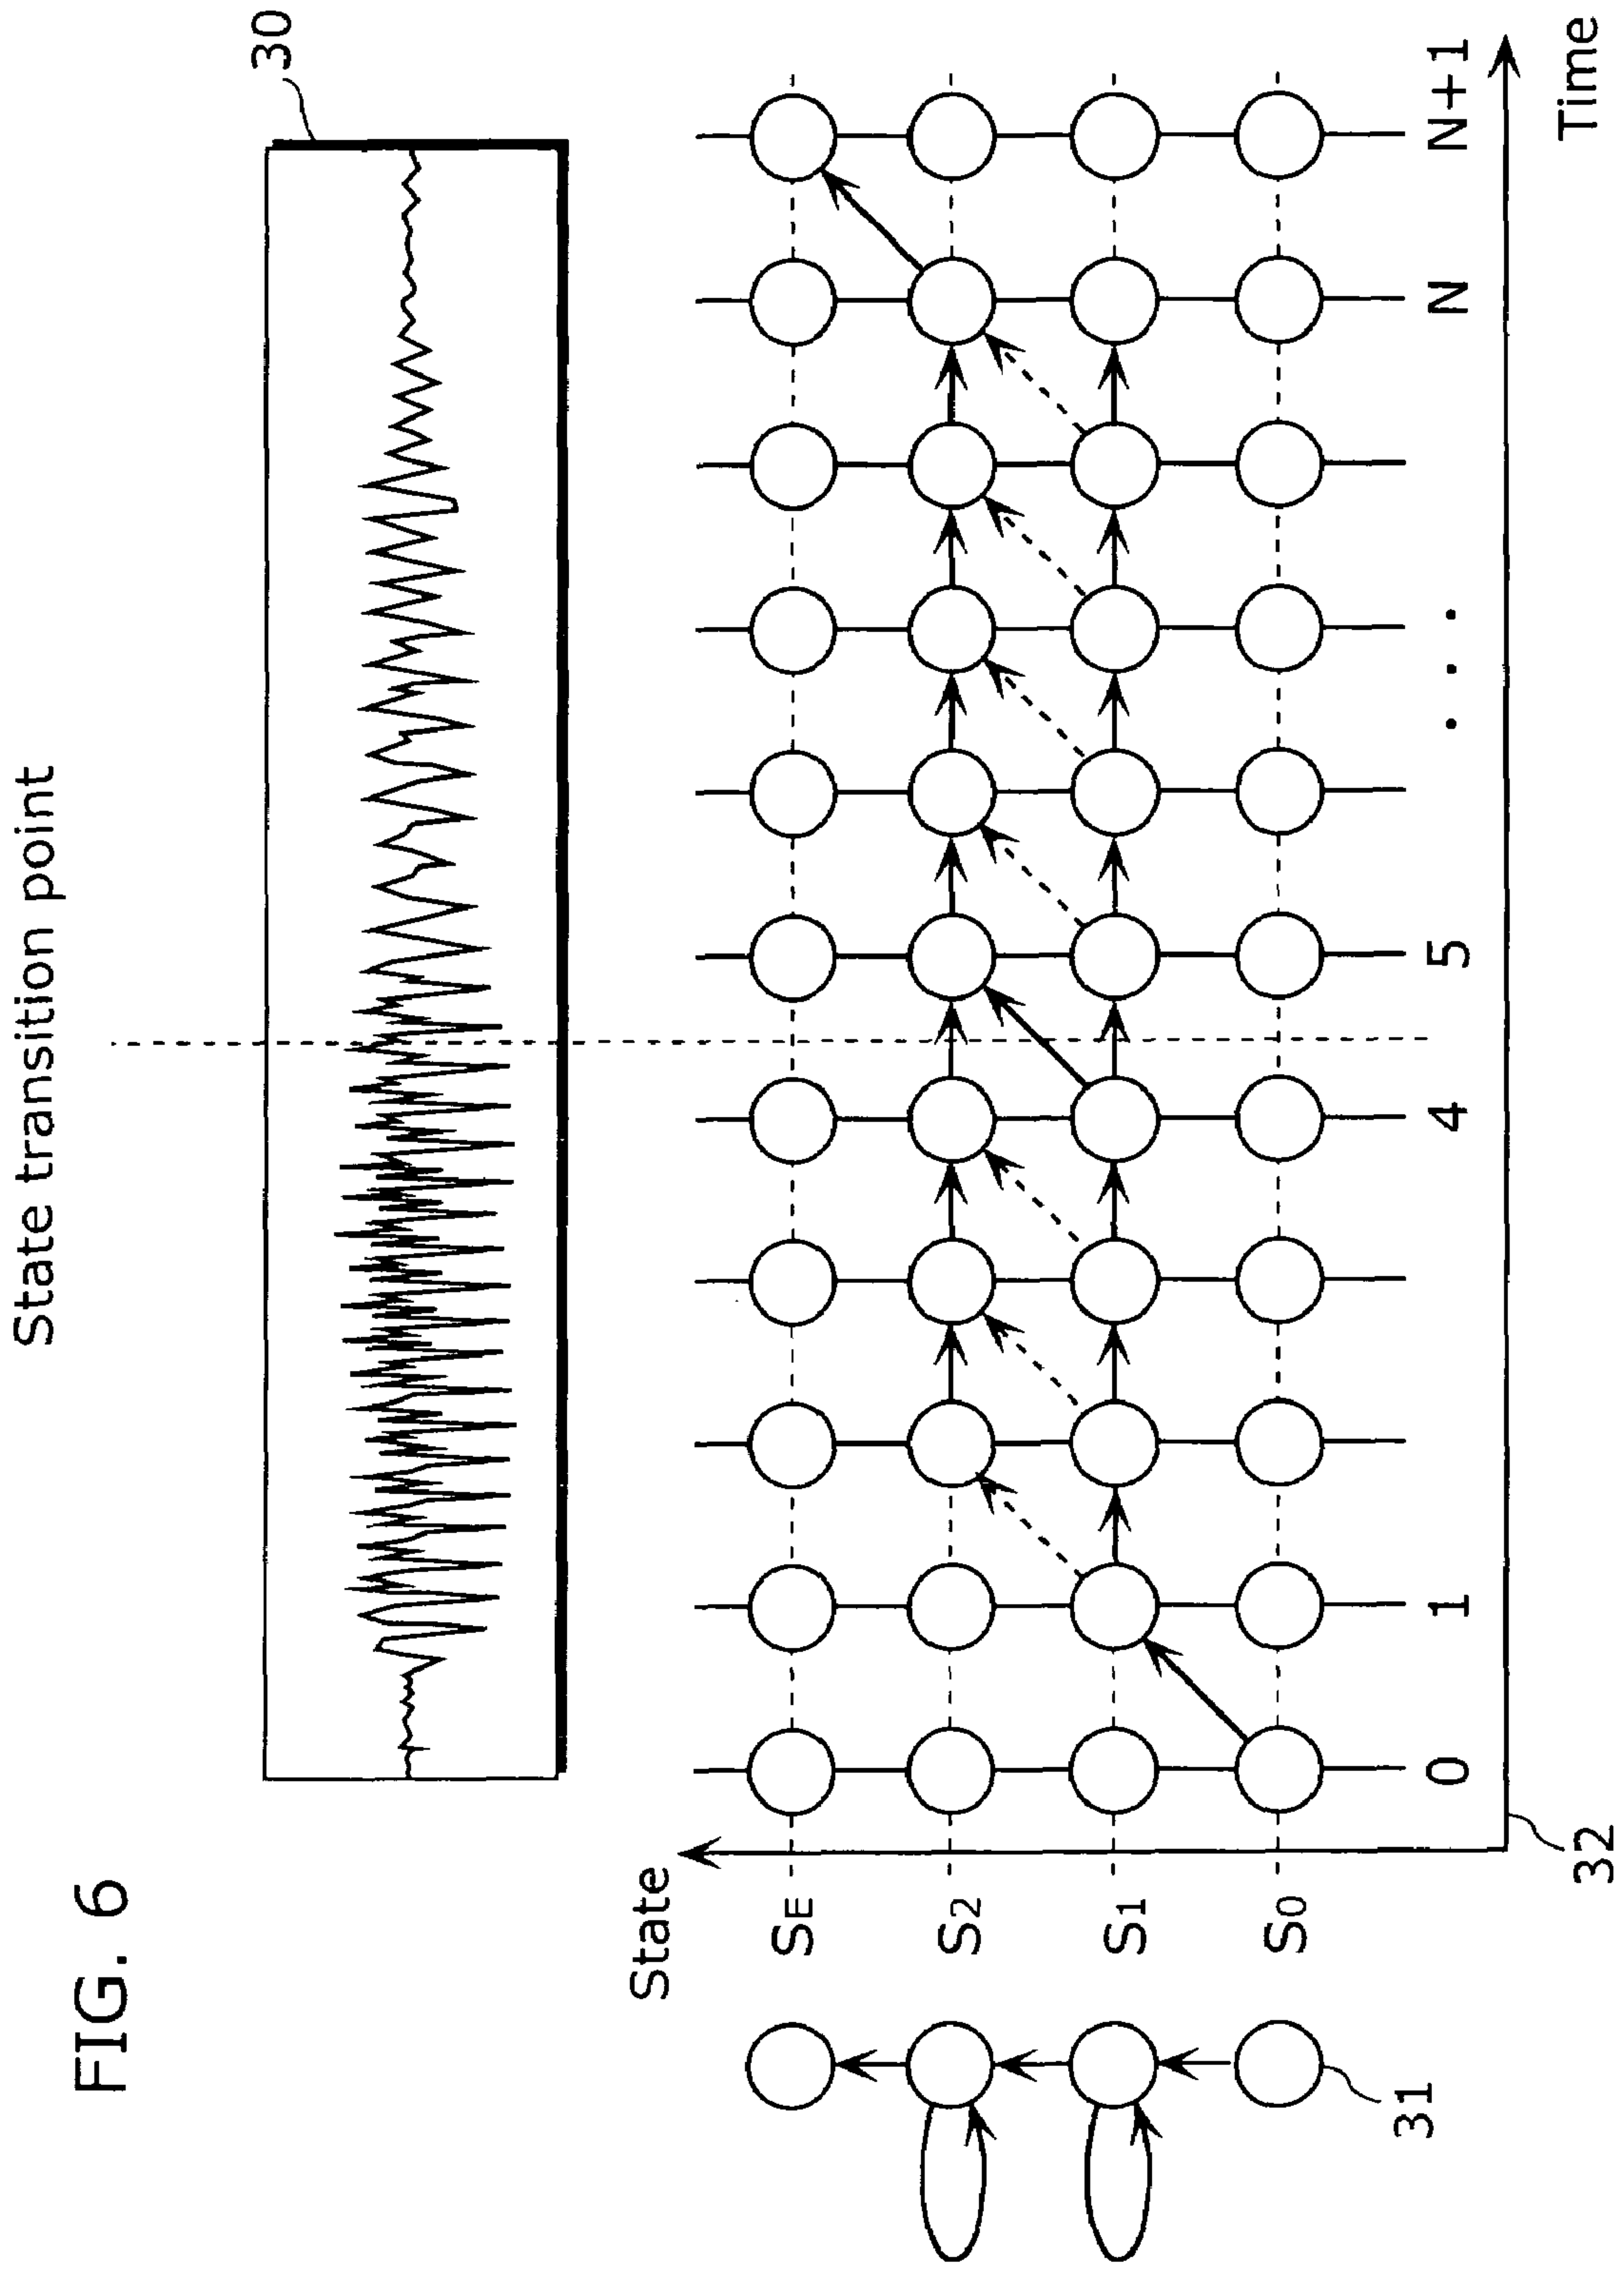 FIG. 6
State transition point
30
State
SE
S2
S1
S0
31
32
0 1 4 5 . . . N N+1
Time